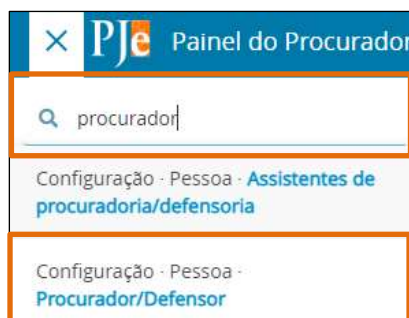 × PJe Painel do Procurador
procurador
Configuração · Pessoa · Assistentes de
procuradoria/defensoria
Configuração · Pessoa ·
Procurador/Defensor